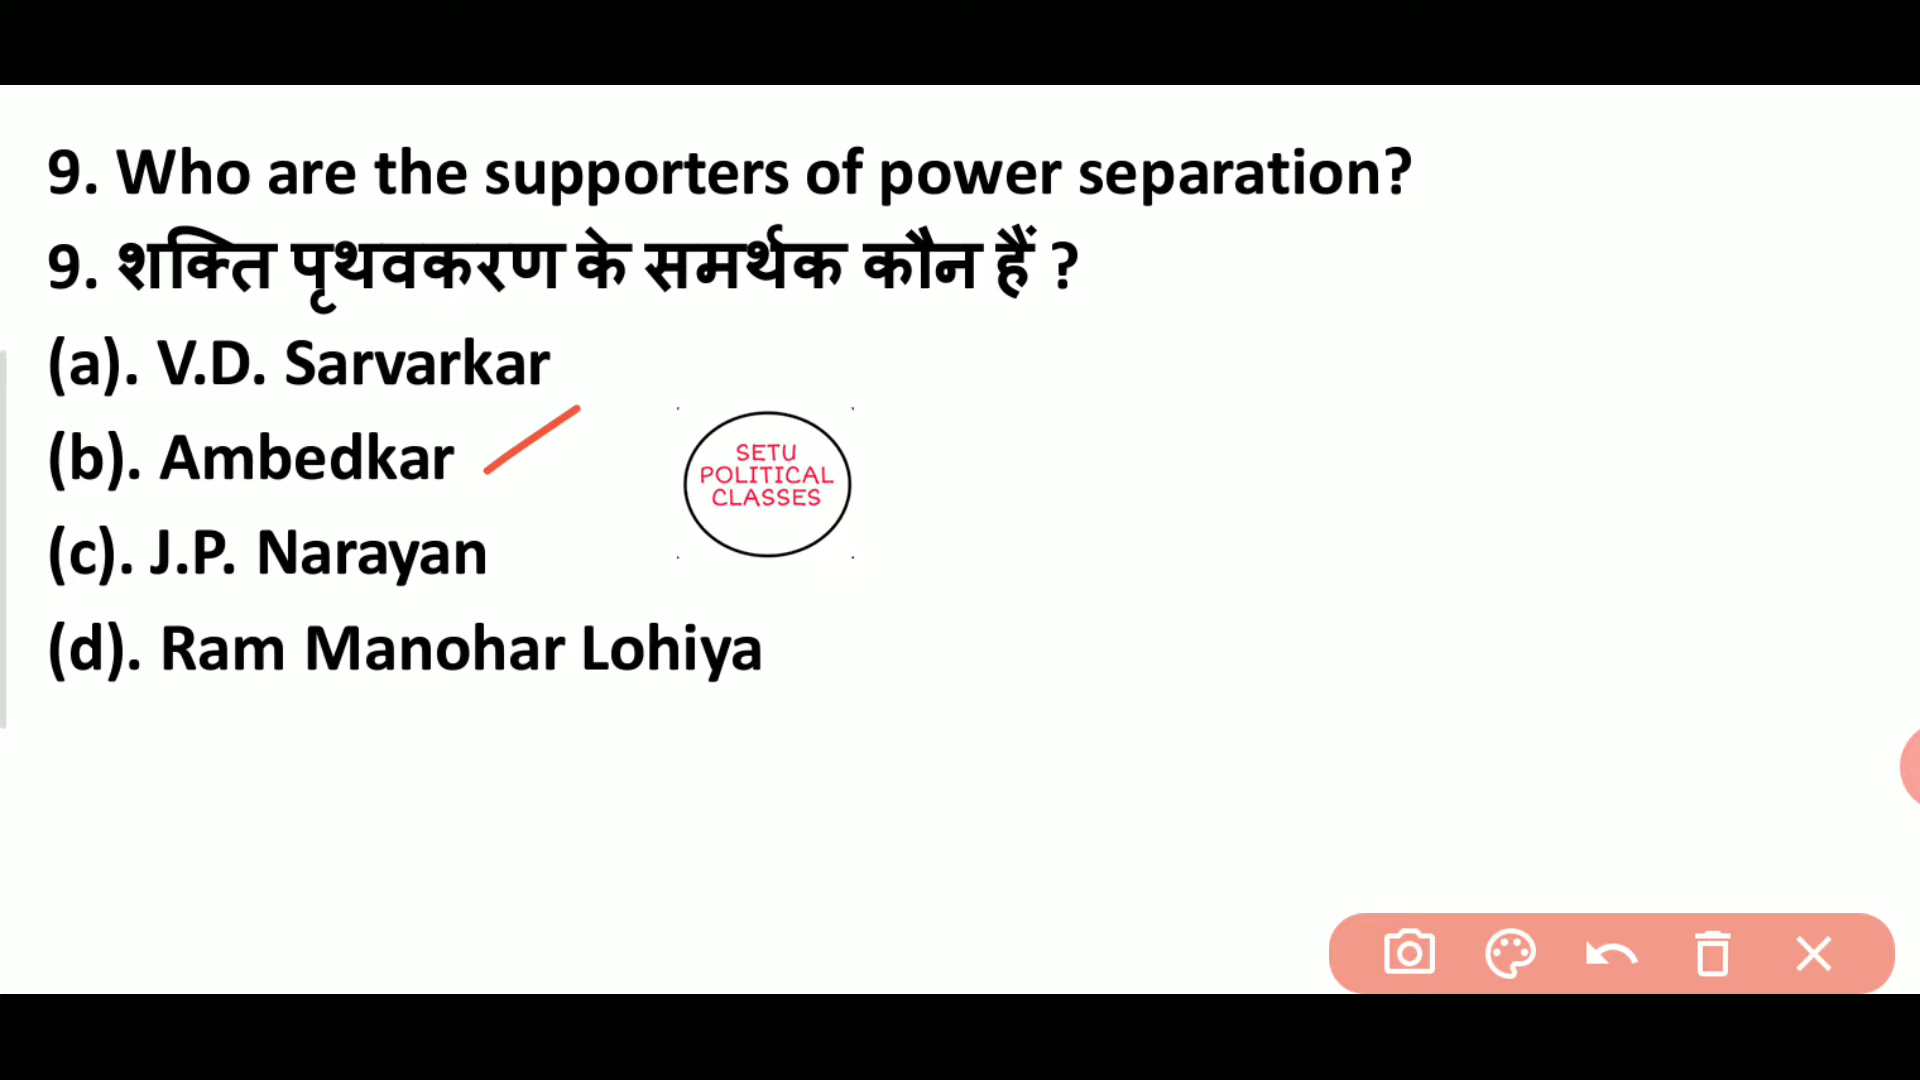 9. Who are the supporters of power separation?
9. शक्ति पृथवकरण के समर्थक कौन हैं ?
(a). V.D. Sarvarkar
(b). Ambedkar
SETU
POLITICAL
CLASSES
(c). J.P. Narayan
(d). Ram Manohar Lohiya